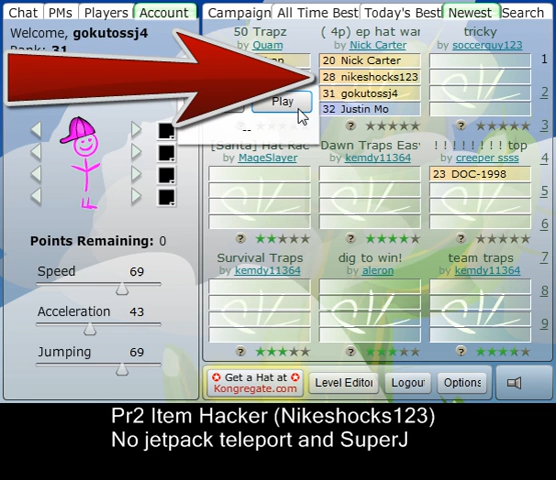 Chat PMs Players Account
Campaign All Time Best Today's Best Newest Search
Welcome, gokutossj4
Rank: 31
50 Trapz
by Quam
( 4p) ep hat war
by Nick Carter
20 Nick Carter
28 nikeshocks123
31 gokutossj4
32 Justin Mo
tricky
by soccerguy123
Play
--
[Santa] Hat Rac
by MageSlayer
Dawn Traps Easy
by kemdy11364
! ! ! ! ! ! ! ! top
by creeper ssss
23 DOC-1998
Survival Traps
by kemdy11364
dig to win!
by aleron
team traps
by kemdy11364
1
2
3
4
5
6
7
8
9
Points Remaining: 0
Speed 69
Acceleration 43
Jumping 69
Get a Hat at
Kongregate.com
Level Editor
Logout
Options
Pr2 Item Hacker (Nikeshocks123)
No jetpack teleport and SuperJ